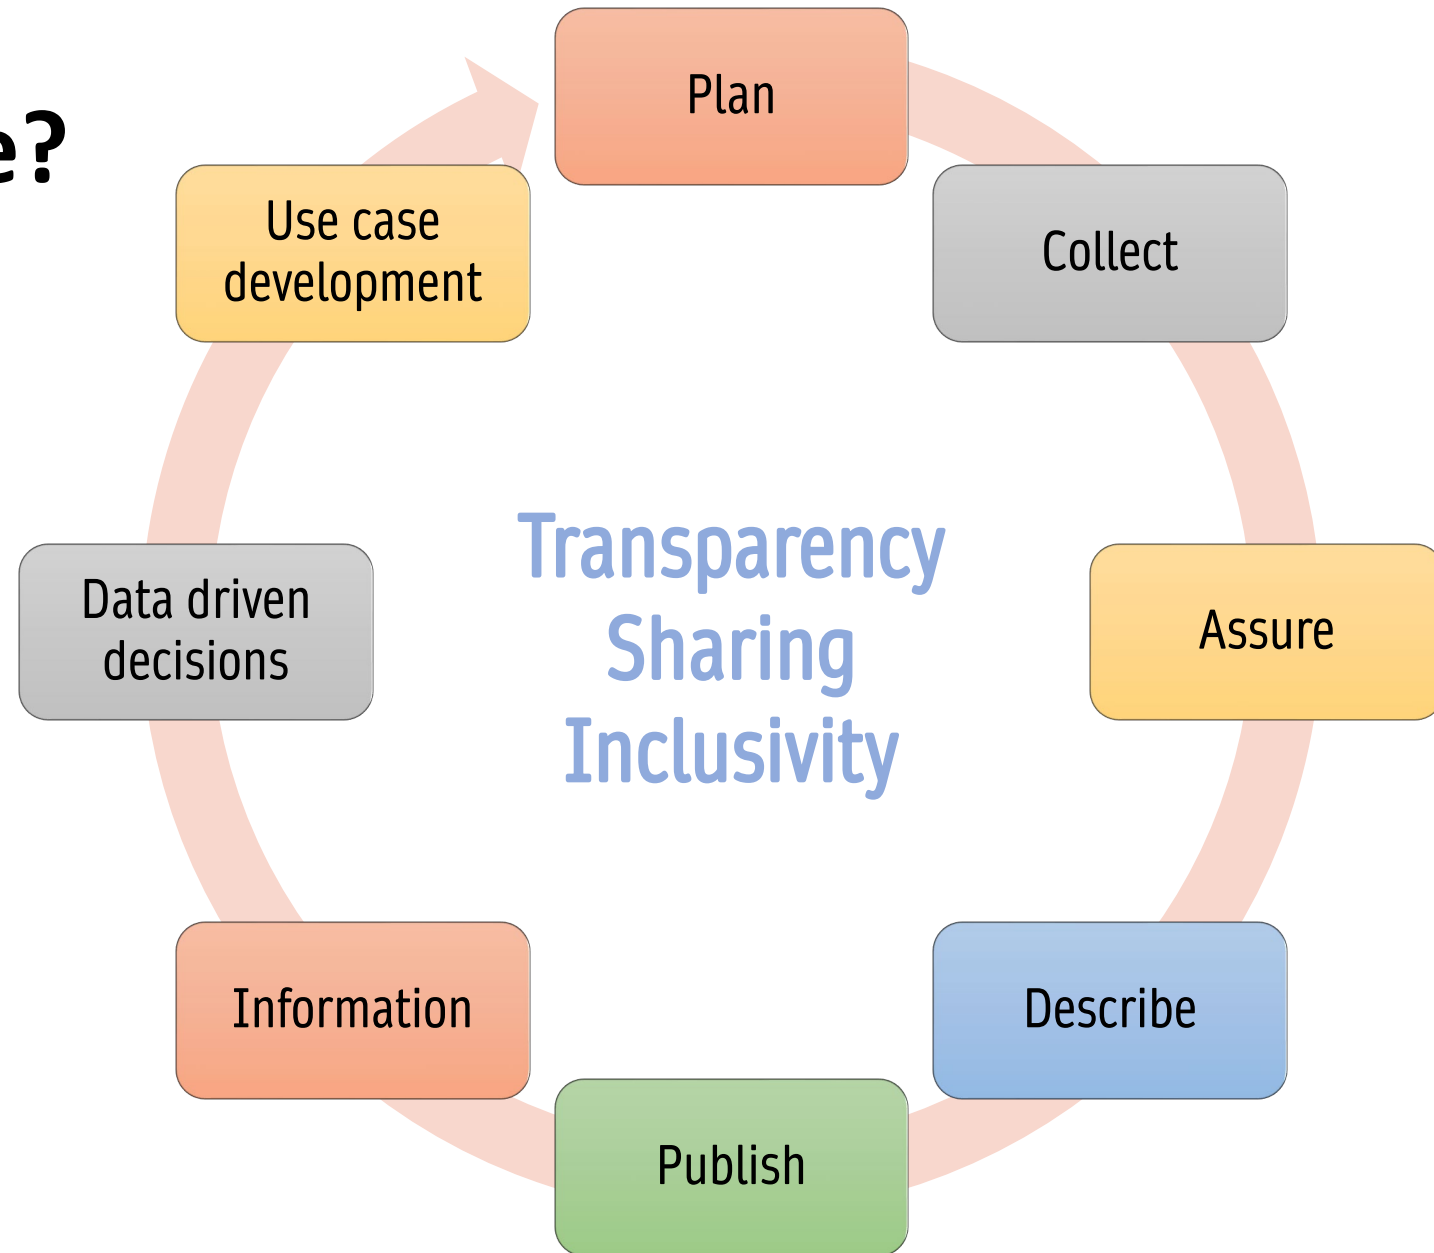 e?
Plan
Collect
Assure
Describe
Publish
Information
Data driven
decisions
Use case
development
Transparency
Sharing
Inclusivity